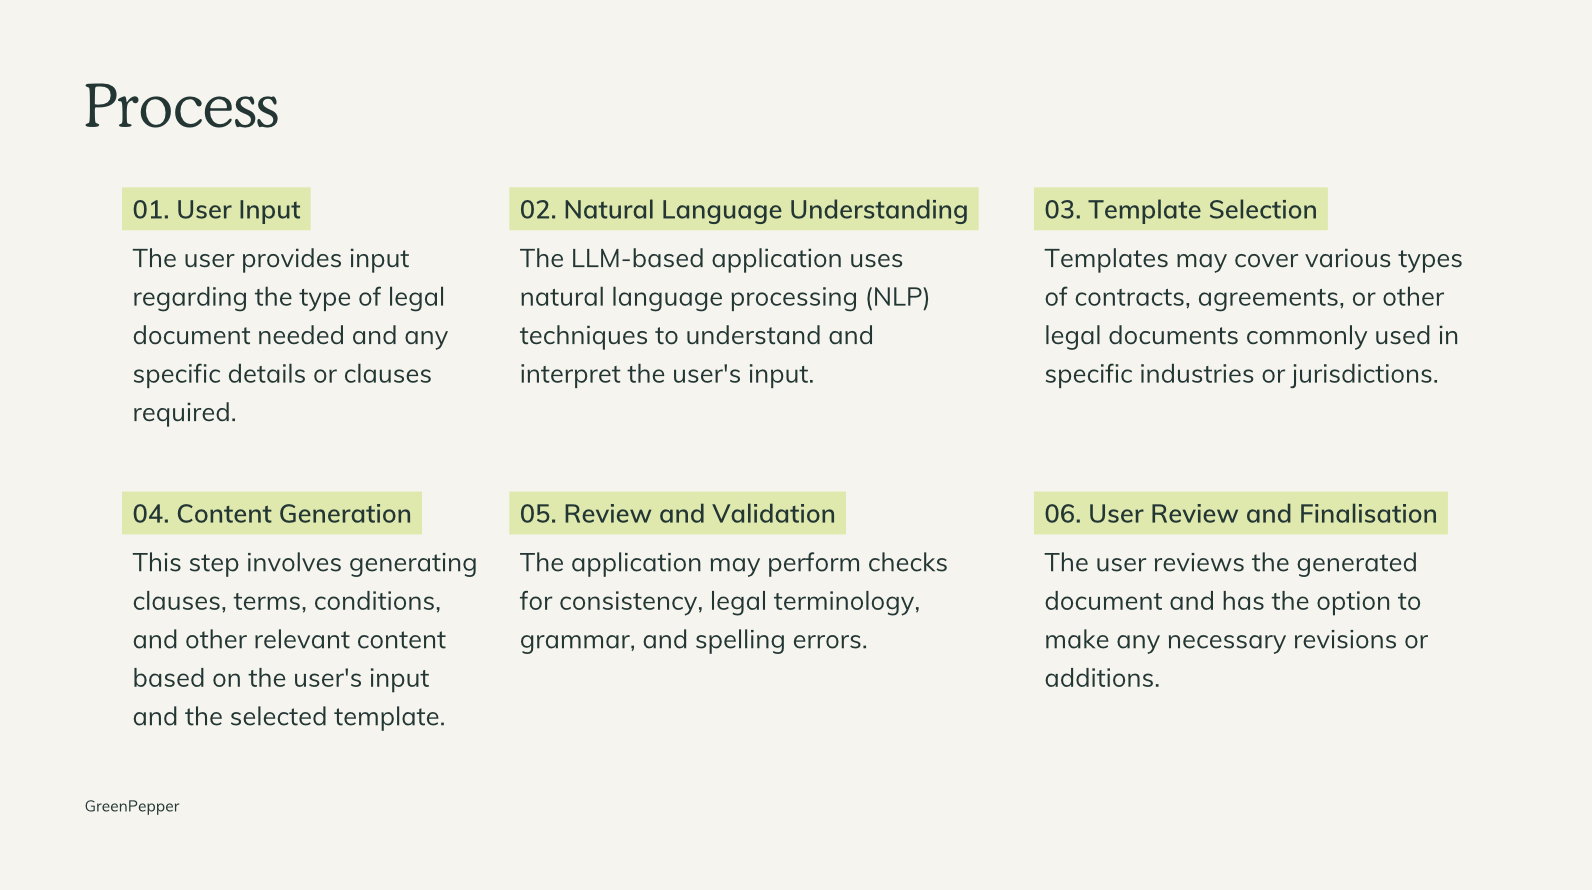 Process
01. User Input
The user provides input
regarding the type of legal
document needed and any
specific details or clauses
required.
02. Natural Language Understanding
The LLM-based application uses
natural language processing (NLP)
techniques to understand and
interpret the user's input.
03. Template Selection
Templates may cover various types
of contracts, agreements, or other
legal documents commonly used in
specific industries or jurisdictions.
04. Content Generation
This step involves generating
clauses, terms, conditions,
and other relevant content
based on the user's input
and the selected template.
05. Review and Validation
The application may perform checks
for consistency, legal terminology,
grammar, and spelling errors.
06. User Review and Finalisation
The user reviews the generated
document and has the option to
make any necessary revisions or
additions.
GreenPepper